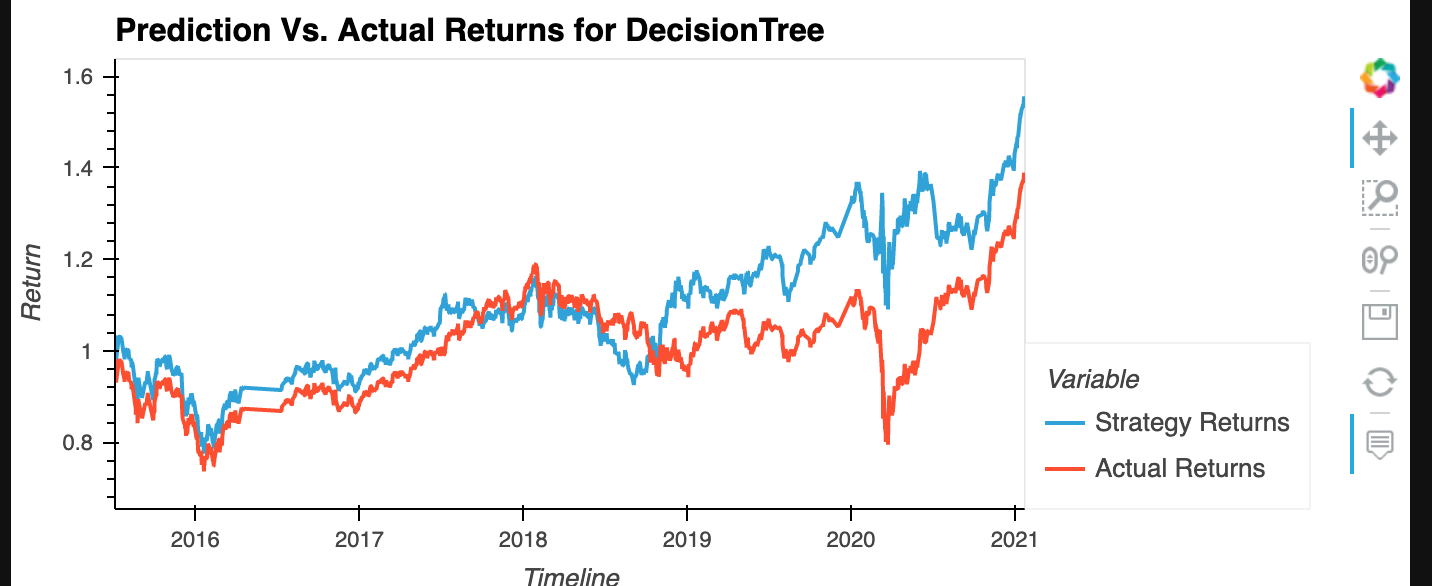 Prediction Vs. Actual Returns for DecisionTree
1.6
1.4
1.2
1
0.8
Return
2016
2017
2018
2019
2020
2021
Timeline
Variable
Strategy Returns
Actual Returns